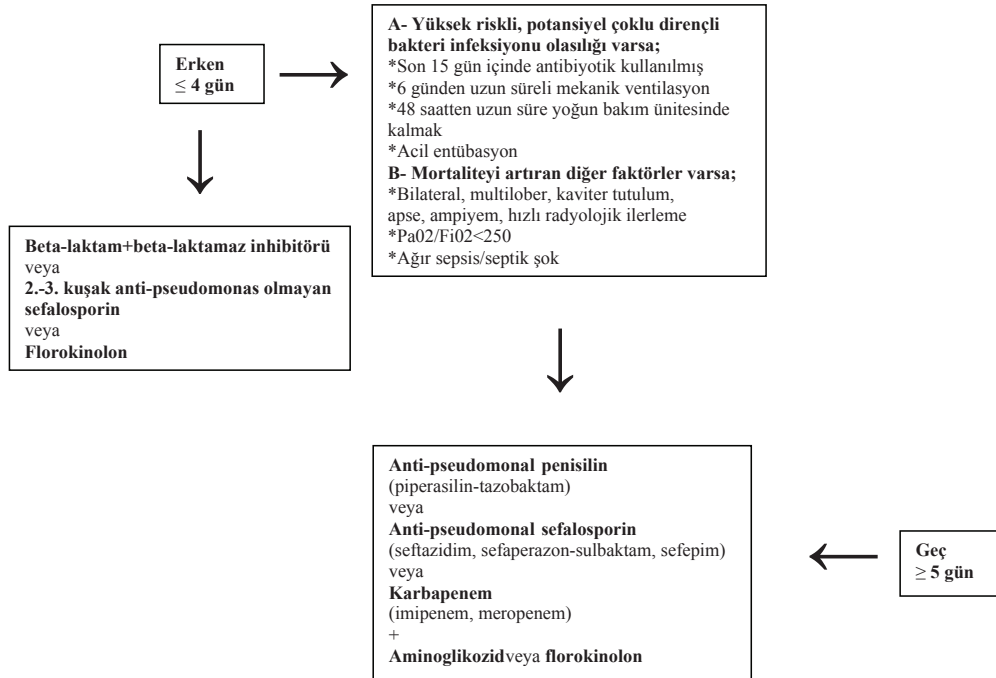 Erken
≤ 4 gün
A- Yüksek riskli, potansiyel çoklu dirençli
bakteri infeksiyonu olasılığı varsa;
*Son 15 gün içinde antibiyotik kullanılmış
*6 günden uzun süreli mekanik ventilasyon
*48 saatten uzun süre yoğun bakım ünitesinde
kalmak
*Acil entübasyon
B- Mortaliteyi artıran diğer faktörler varsa;
*Bilateral, multilober, kaviter tutulum,
apse, ampiyem, hızlı radyolojik ilerleme
*Pa02/Fi02<250
*Ağır sepsis/septik şok
Beta-laktam+beta-laktamaz inhibitörü
veya
2.-3. kuşak anti-pseudomonas olmayan
sefalosporin
veya
Florokinolon
Anti-pseudomonal penisilin
(piperasilin-tazobaktam)
veya
Anti-pseudomonal sefalosporin
(seftazidim, sefaperazon-sulbaktam, sefepim)
veya
Karbapenem
(imipenem, meropenem)
+
Aminoglikozidveya florokinolon
Geç
≥ 5 gün